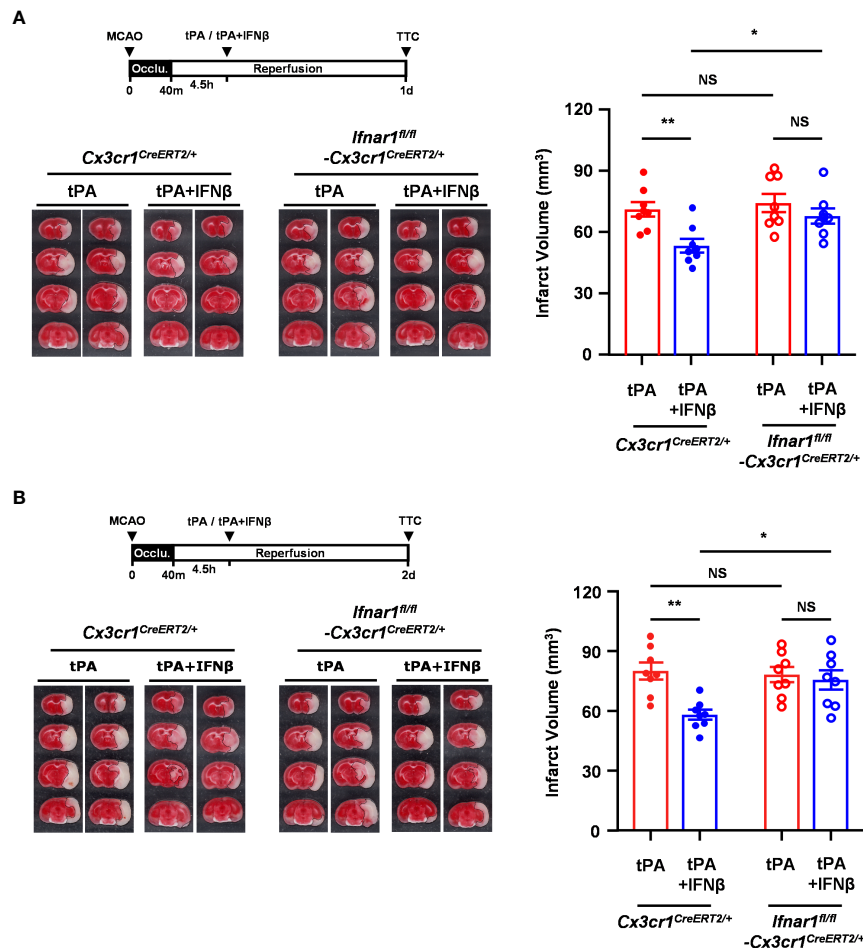 A
MCAO tPA / tPA+IFNβ TTC
Occlu. Reperfusion
0 40m 4.5h 1d
Cx3cr1CreERT2/+
Ifnar1fl/fl
-Cx3cr1CreERT2/+
tPA tPA+IFNβ tPA tPA+IFNβ
*
NS
** NS
Infarct Volume (mm³)
120
90
60
30
0
tPA tPA +IFNβ tPA tPA +IFNβ
Cx3cr1CreERT2/+
Ifnar1fl/fl
-Cx3cr1CreERT2/+
B
MCAO tPA / tPA+IFNβ TTC
Occlu. Reperfusion
0 40m 4.5h 2d
Cx3cr1CreERT2/+
Ifnar1fl/fl
-Cx3cr1CreERT2/+
tPA tPA+IFNβ tPA tPA+IFNβ
*
NS
** NS
Infarct Volume (mm³)
120
90
60
30
0
tPA tPA +IFNβ tPA tPA +IFNβ
Cx3cr1CreERT2/+
Ifnar1fl/fl
-Cx3cr1CreERT2/+